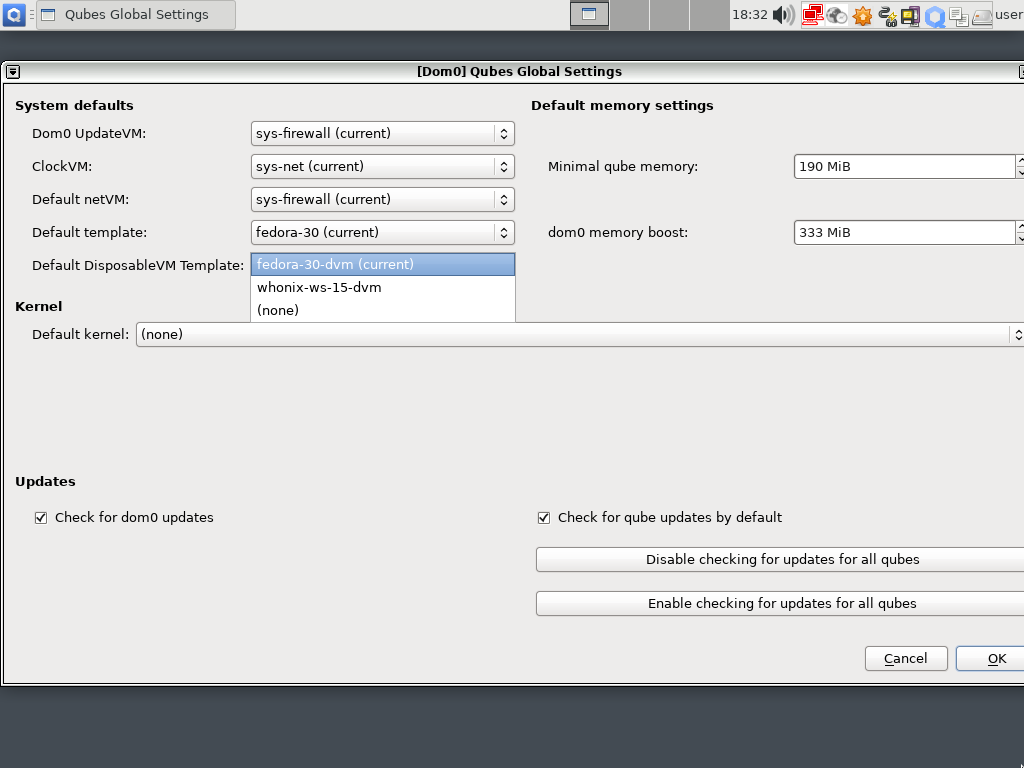 Qubes Global Settings
18:32
user
[Dom0] Qubes Global Settings
System defaults
Default memory settings
Dom0 UpdateVM: sys-firewall (current)
ClockVM: sys-net (current)
Minimal qube memory: 190 MiB
Default netVM: sys-firewall (current)
Default template: fedora-30 (current)
dom0 memory boost: 333 MiB
Default DisposableVM Template: fedora-30-dvm (current)
whonix-ws-15-dvm
(none)
Kernel
Default kernel: (none)
Updates
Check for dom0 updates
Check for qube updates by default
Disable checking for updates for all qubes
Enable checking for updates for all qubes
Cancel
OK